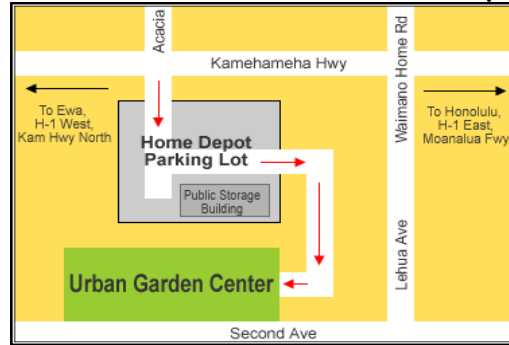 Acacia
Kamehameha Hwy
Waimano Home Rd
To Ewa,
H-1 West,
Kam Hwy North
To Honolulu,
H-1 East,
Moanalua Fwy
Home Depot
Parking Lot
Public Storage
Building
Lehua Ave
Urban Garden Center
Second Ave